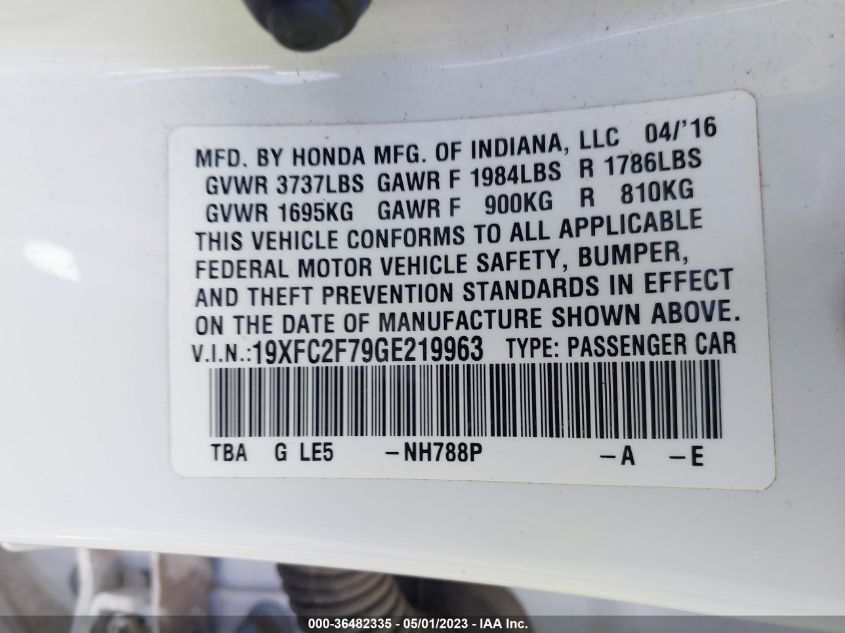 MFD. BY HONDA MFG. OF INDIANA, LLC 04/'16
GVWR 3737LBS GAWR F 1984LBS R 1786LBS
GVWR 1695KG GAWR F 900KG R 810KG
THIS VEHICLE CONFORMS TO ALL APPLICABLE
FEDERAL MOTOR VEHICLE SAFETY, BUMPER,
AND THEFT PREVENTION STANDARDS IN EFFECT
ON THE DATE OF MANUFACTURE SHOWN ABOVE.
V.I.N.:19XFC2F79GE219963 TYPE: PASSENGER CAR
TBA G LE5 -NH788P -A -E
000-36482335 - 05/01/2023 - IAA Inc.